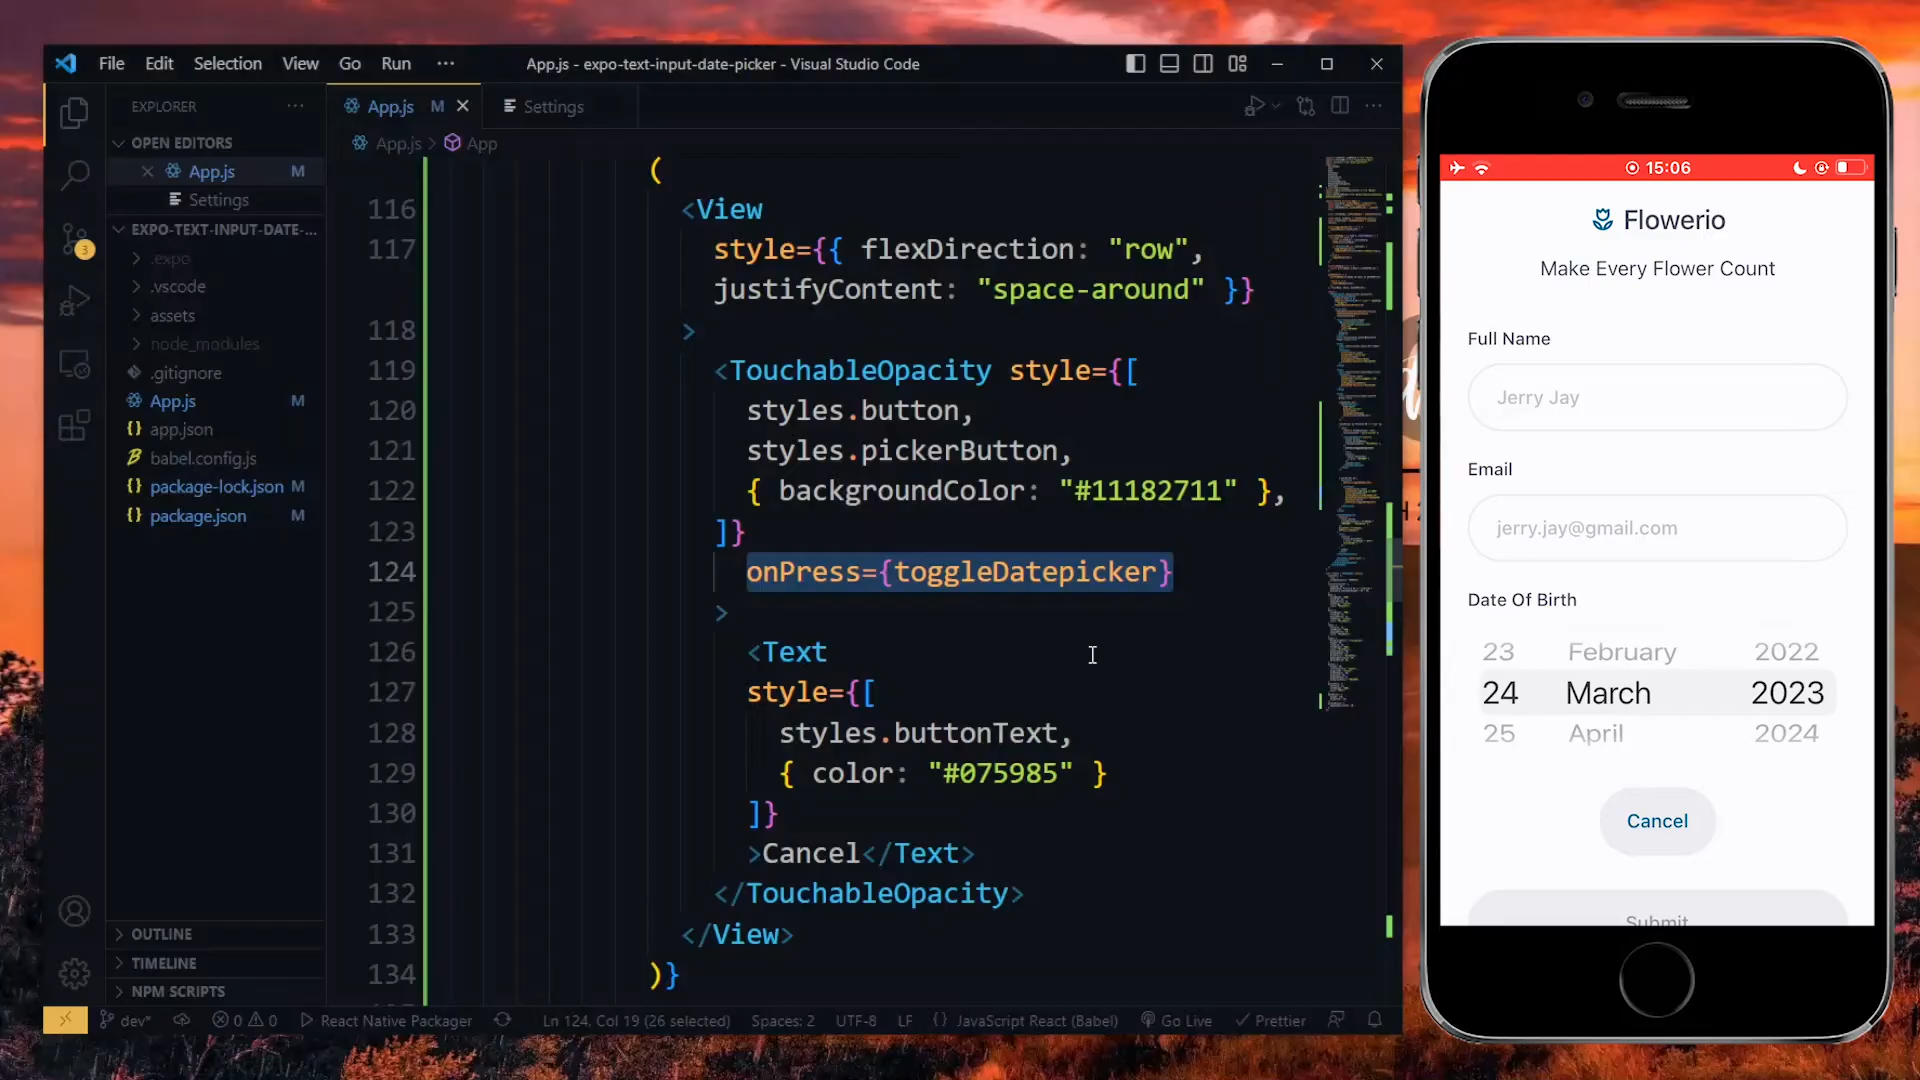 File Edit Selection View Go Run ···
App.js - expo-text-input-date-picker - Visual Studio Code
EXPLORER ···
OPEN EDITORS
App.js M
Settings
EXPO-TEXT-INPUT-DATE-...
.expo
.vscode
assets
node_modules
.gitignore
App.js M
app.json
babel.config.js
package-lock.json M
package.json M
OUTLINE
TIMELINE
NPM SCRIPTS
3
App.js M
Settings
App.js > App
(
116 <View
117 style={{ flexDirection: "row",
justifyContent: "space-around" }}
118 >
119 <TouchableOpacity style={[
120 styles.button,
121 styles.pickerButton,
122 { backgroundColor: "#11182711" },
123 ]}
124 onPress={toggleDatepicker}
125 >
126 <Text
127 style={[
128 styles.buttonText,
129 { color: "#075985" }
130 ]}
131 >Cancel</Text>
132 </TouchableOpacity>
133 </View>
134 )}
dev* 0 0 React Native Packager Ln 124, Col 19 (26 selected) Spaces: 2 UTF-8 LF {} JavaScript React (Babel) Go Live Prettier
15:06
Flowerio
Make Every Flower Count
Full Name
Jerry Jay
Email
jerry.jay@gmail.com
Date Of Birth
23 February 2022
24 March 2023
25 April 2024
Cancel
Submit